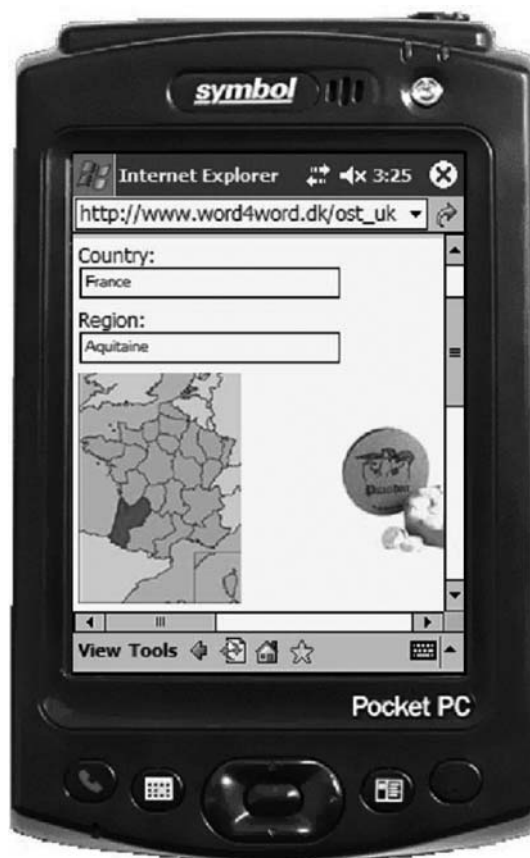 symbol
Internet Explorer 3:25
http://www.word4word.dk/ost_uk
Country:
France
Region:
Aquitaine
View Tools
Pocket PC